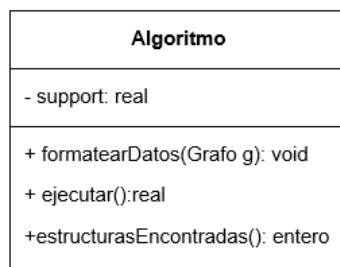 Algoritmo
- support: real
+ formatearDatos(Grafo g): void
+ ejecutar():real
+estructurasEncontradas(): entero